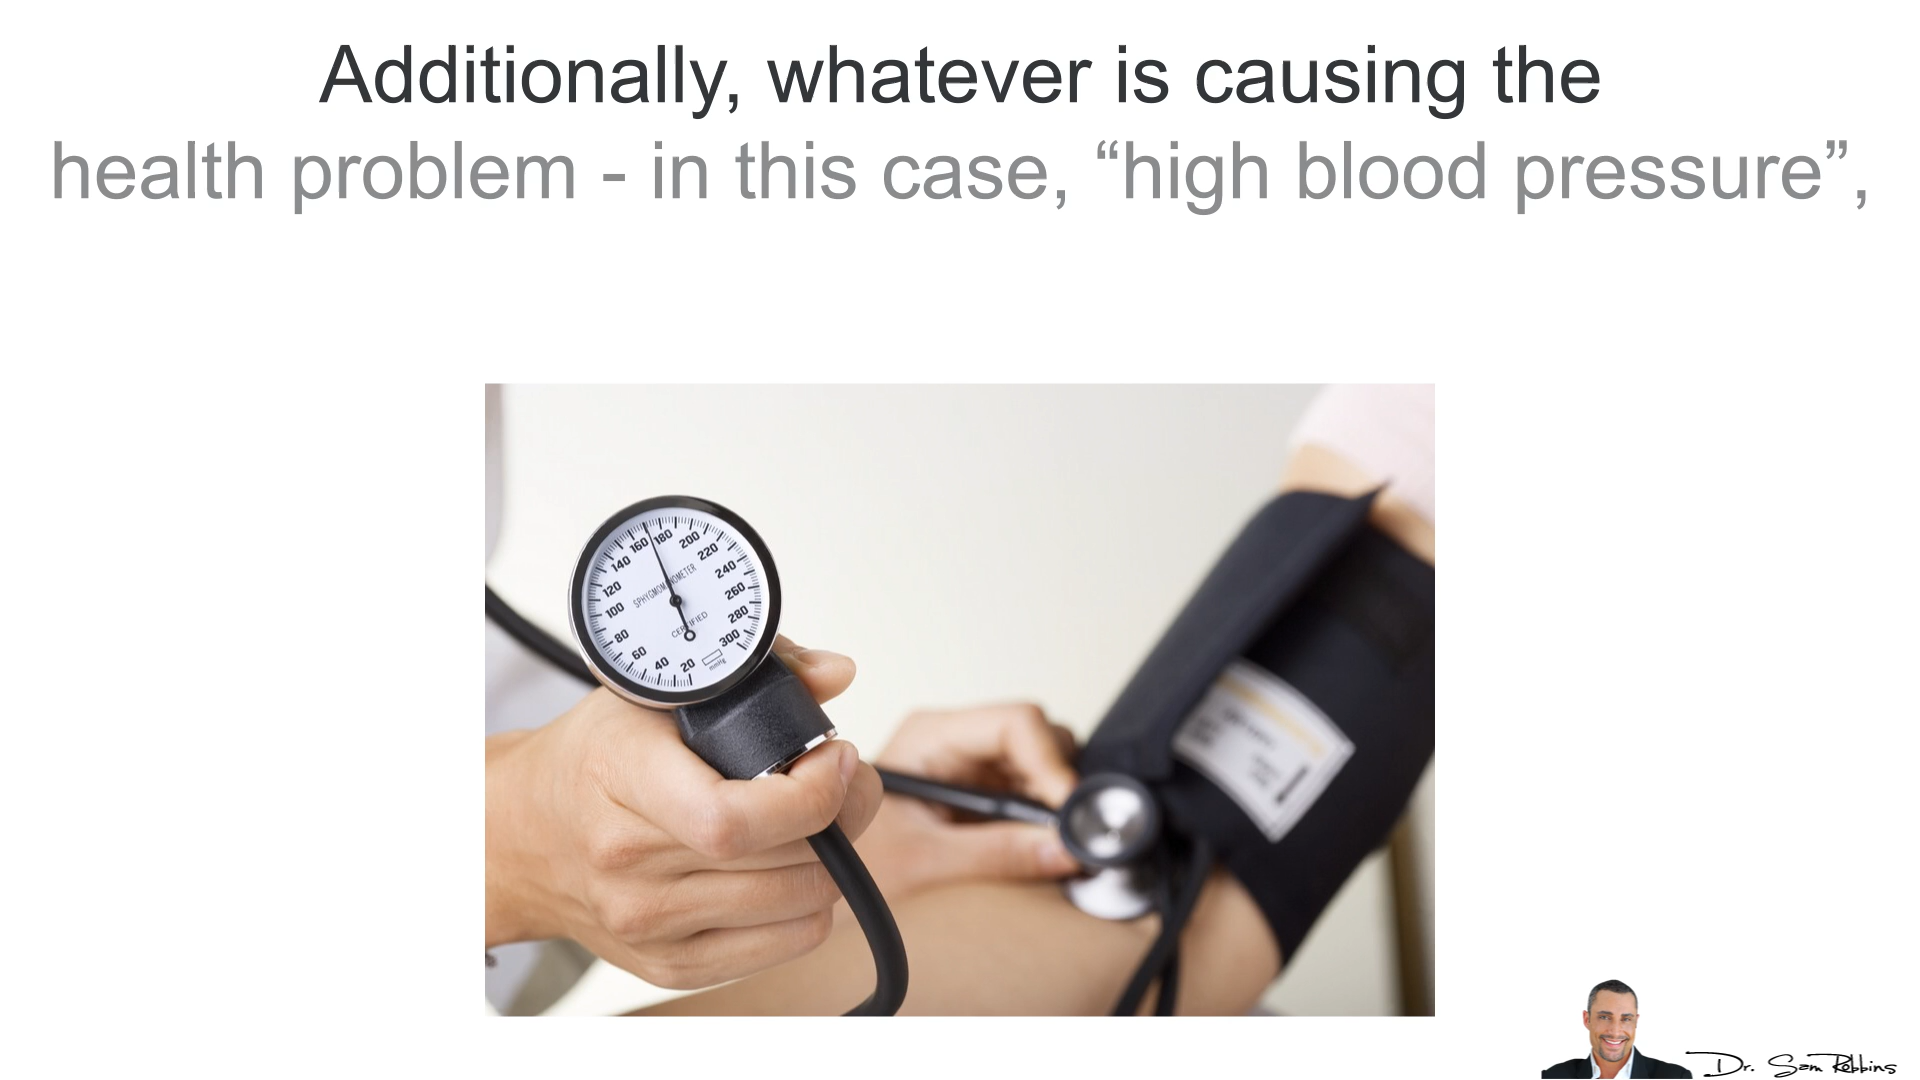 Additionally, whatever is causing the
health problem - in this case, “high blood pressure”,
160 180
140 200
120 220
100 240
80 260
60 280
40 20 300
SPHYGMOMANOMETER
CERTIFIED
mmHg
Dr. Sam Robbins